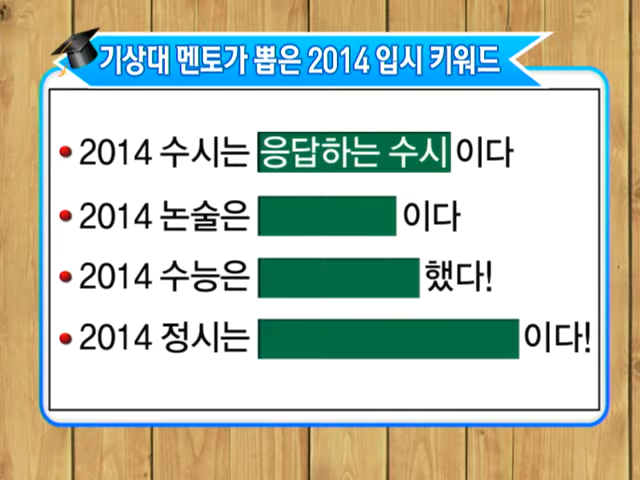 기상대 멘토가 뽑은 2014 입시 키워드
2014 수시는 응답하는 수시 이다
2014 논술은 이다
2014 수능은 했다!
2014 정시는 이다!